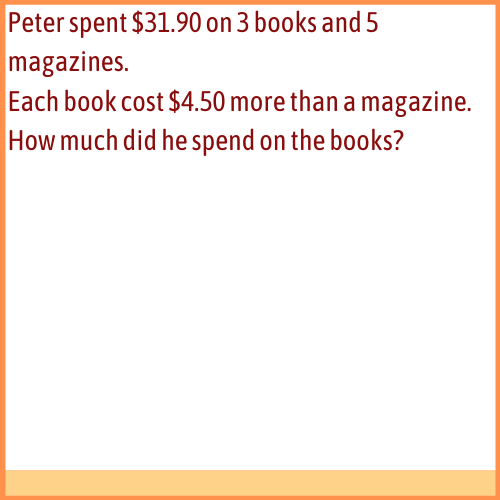 Peter spent $31.90 on 3 books and 5
magazines.
Each book cost $4.50 more than a magazine.
How much did he spend on the books?